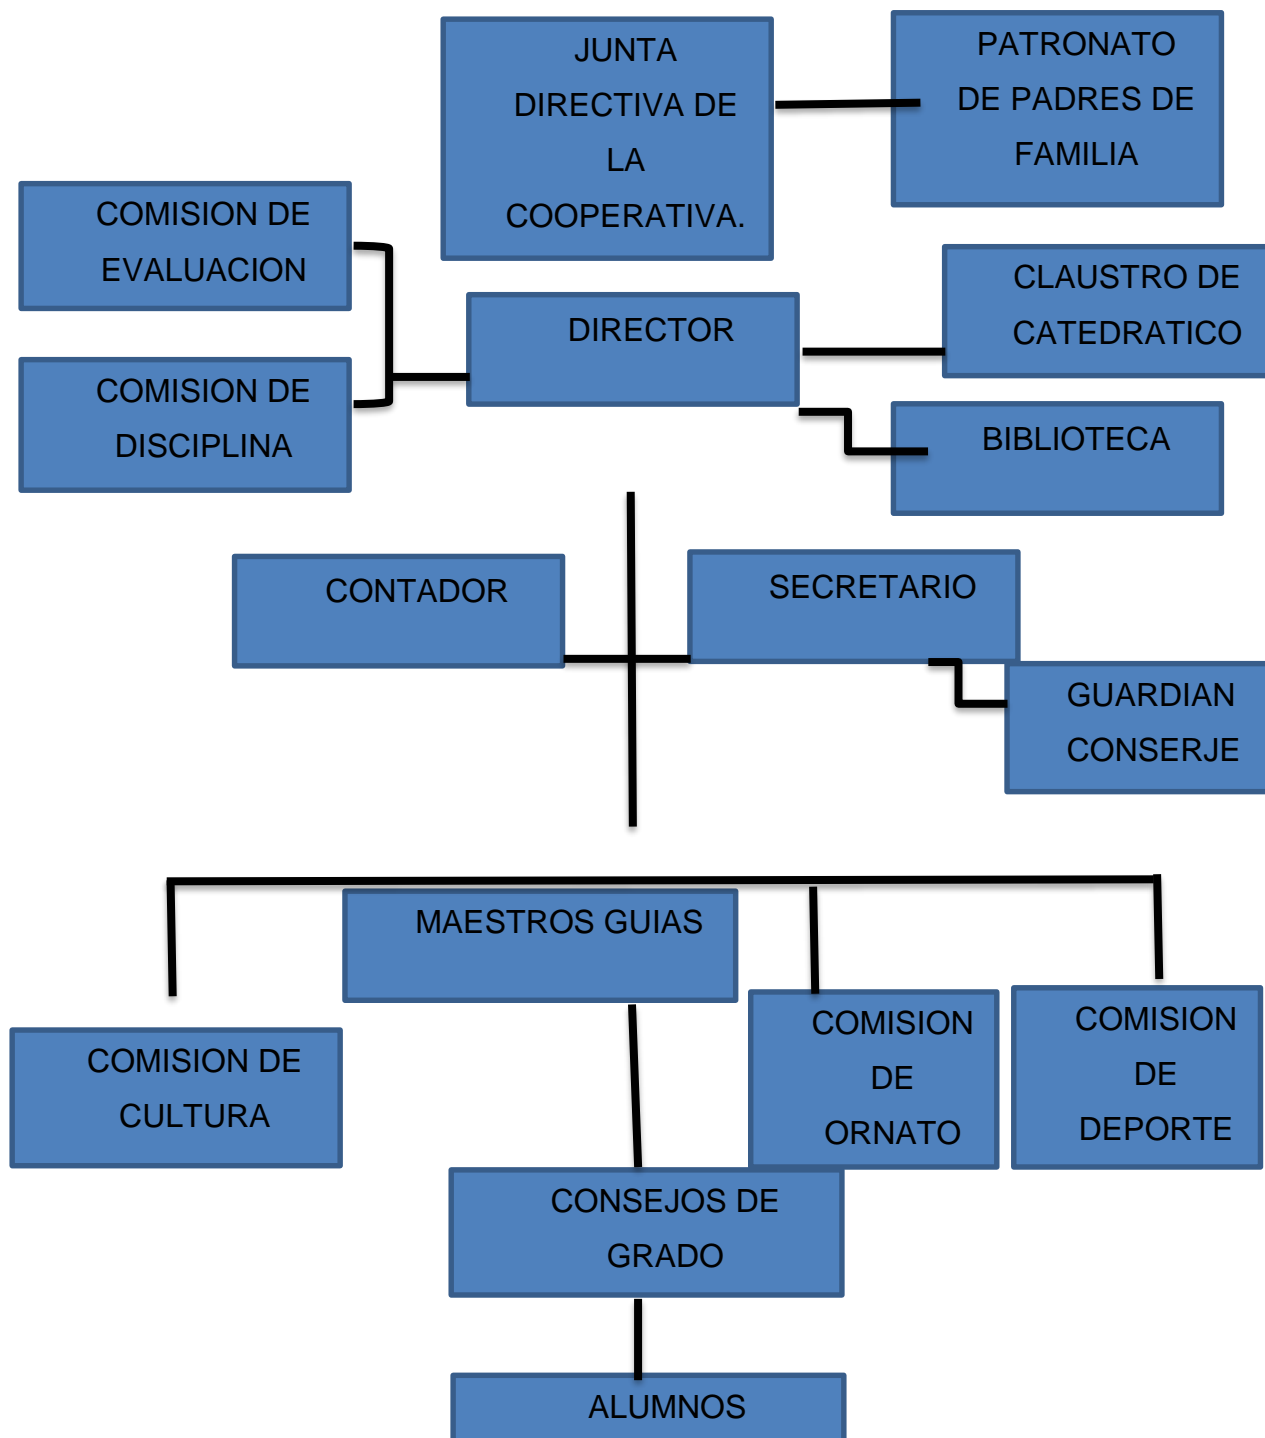 JUNTA
DIRECTIVA DE
LA
COOPERATIVA.
PATRONATO
DE PADRES DE
FAMILIA
COMISION DE
EVALUACION
CLAUSTRO DE
CATEDRATICO
DIRECTOR
COMISION DE
DISCIPLINA
BIBLIOTECA
CONTADOR
SECRETARIO
GUARDIAN
CONSERJE
MAESTROS GUIAS
COMISION DE
CULTURA
COMISION
DE
ORNATO
COMISION
DE
DEPORTE
CONSEJOS DE
GRADO
ALUMNOS